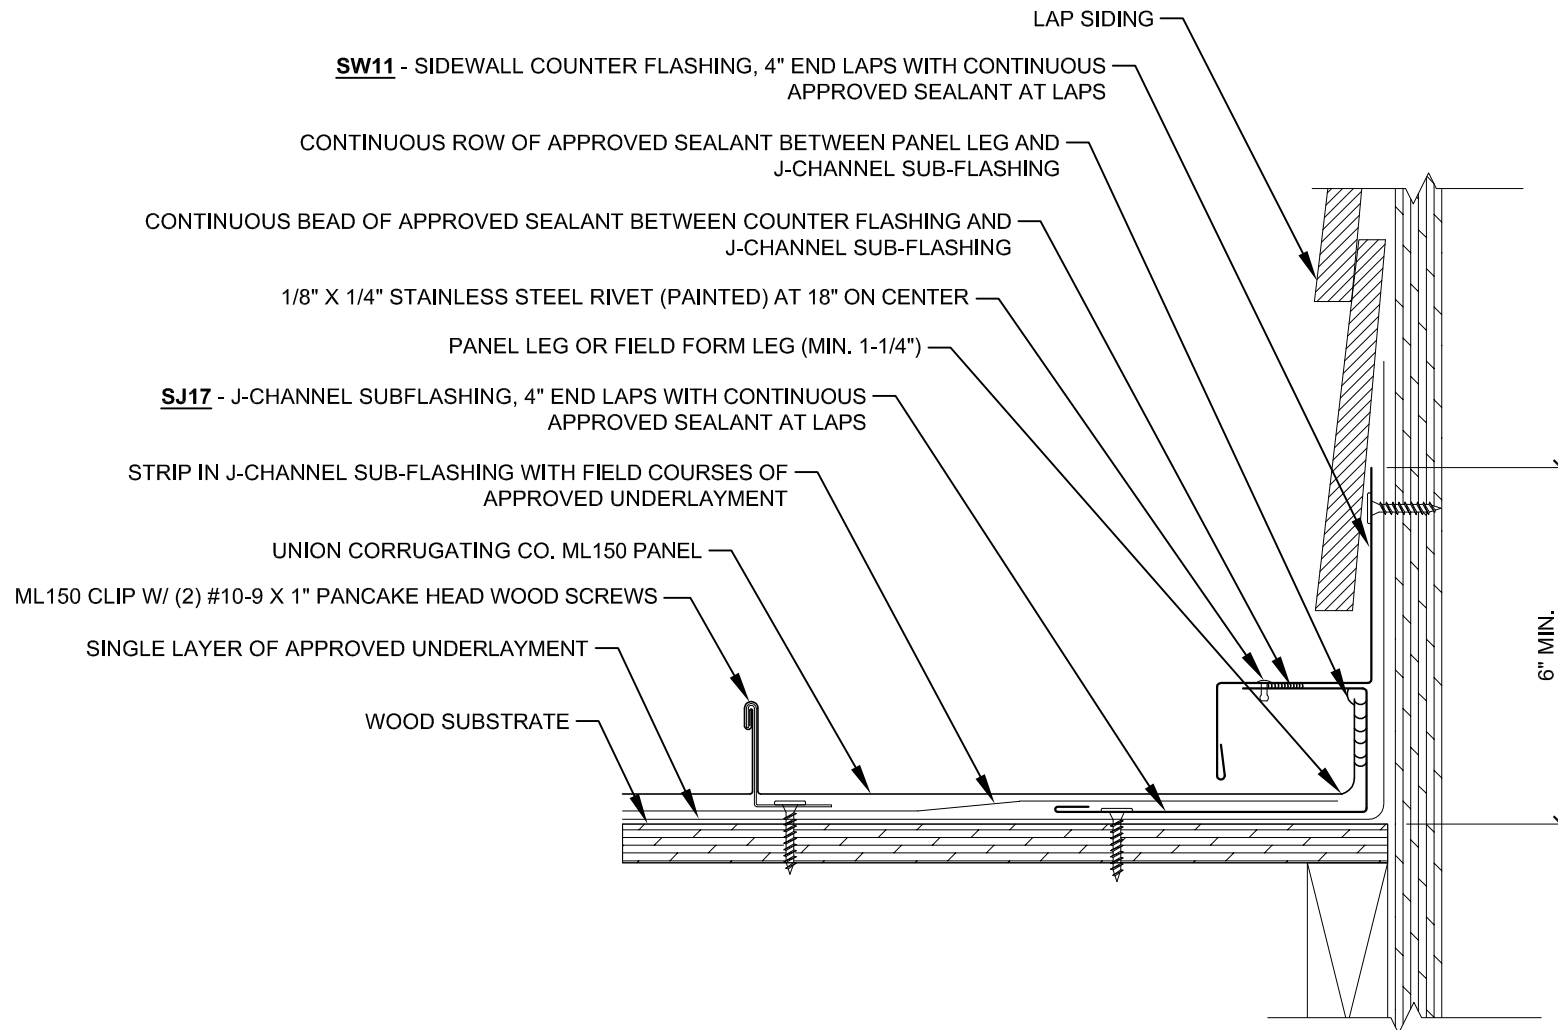 LAP SIDING
SW11 - SIDEWALL COUNTER FLASHING, 4" END LAPS WITH CONTINUOUS
APPROVED SEALANT AT LAPS
CONTINUOUS ROW OF APPROVED SEALANT BETWEEN PANEL LEG AND
J-CHANNEL SUB-FLASHING
CONTINUOUS BEAD OF APPROVED SEALANT BETWEEN COUNTER FLASHING AND
J-CHANNEL SUB-FLASHING
1/8" X 1/4" STAINLESS STEEL RIVET (PAINTED) AT 18" ON CENTER
PANEL LEG OR FIELD FORM LEG (MIN. 1-1/4")
SJ17 - J-CHANNEL SUBFLASHING, 4" END LAPS WITH CONTINUOUS
APPROVED SEALANT AT LAPS
STRIP IN J-CHANNEL SUB-FLASHING WITH FIELD COURSES OF
APPROVED UNDERLAYMENT
UNION CORRUGATING CO. ML150 PANEL
ML150 CLIP W/ (2) #10-9 X 1" PANCAKE HEAD WOOD SCREWS
SINGLE LAYER OF APPROVED UNDERLAYMENT
WOOD SUBSTRATE
6" MIN.